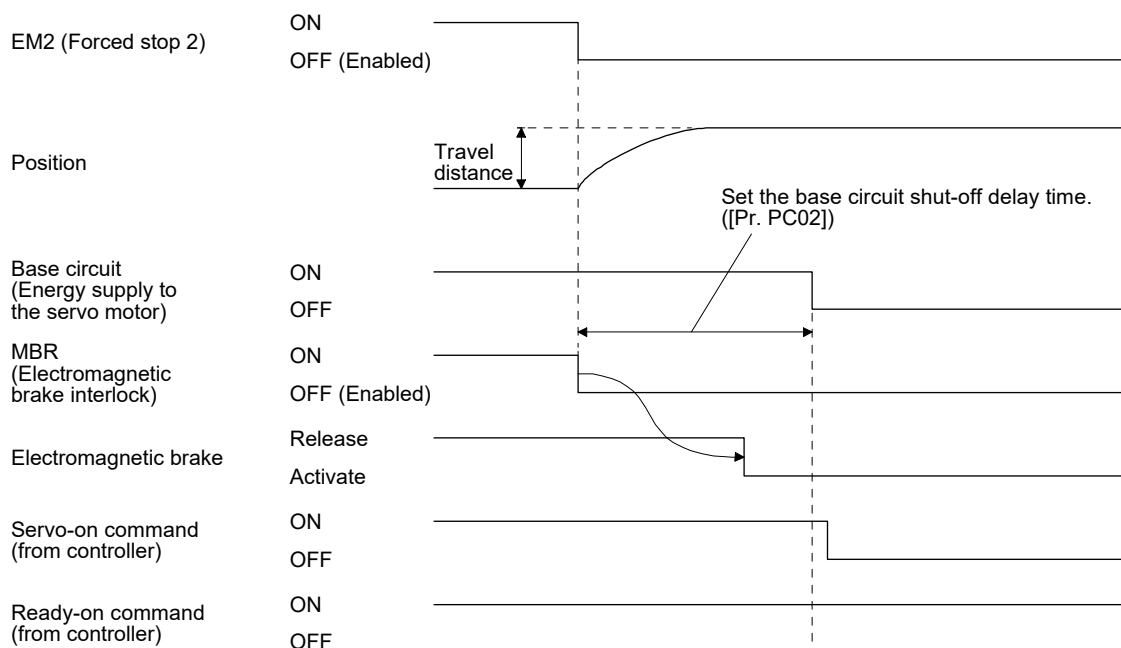 EM2 (Forced stop 2)
ON
OFF (Enabled)
Position
Travel
distance
Set the base circuit shut-off delay time.
([Pr. PC02])
Base circuit
(Energy supply to
the servo motor)
ON
OFF
MBR
(Electromagnetic
brake interlock)
ON
OFF (Enabled)
Electromagnetic brake
Release
Activate
Servo-on command
(from controller)
ON
OFF
Ready-on command
(from controller)
ON
OFF